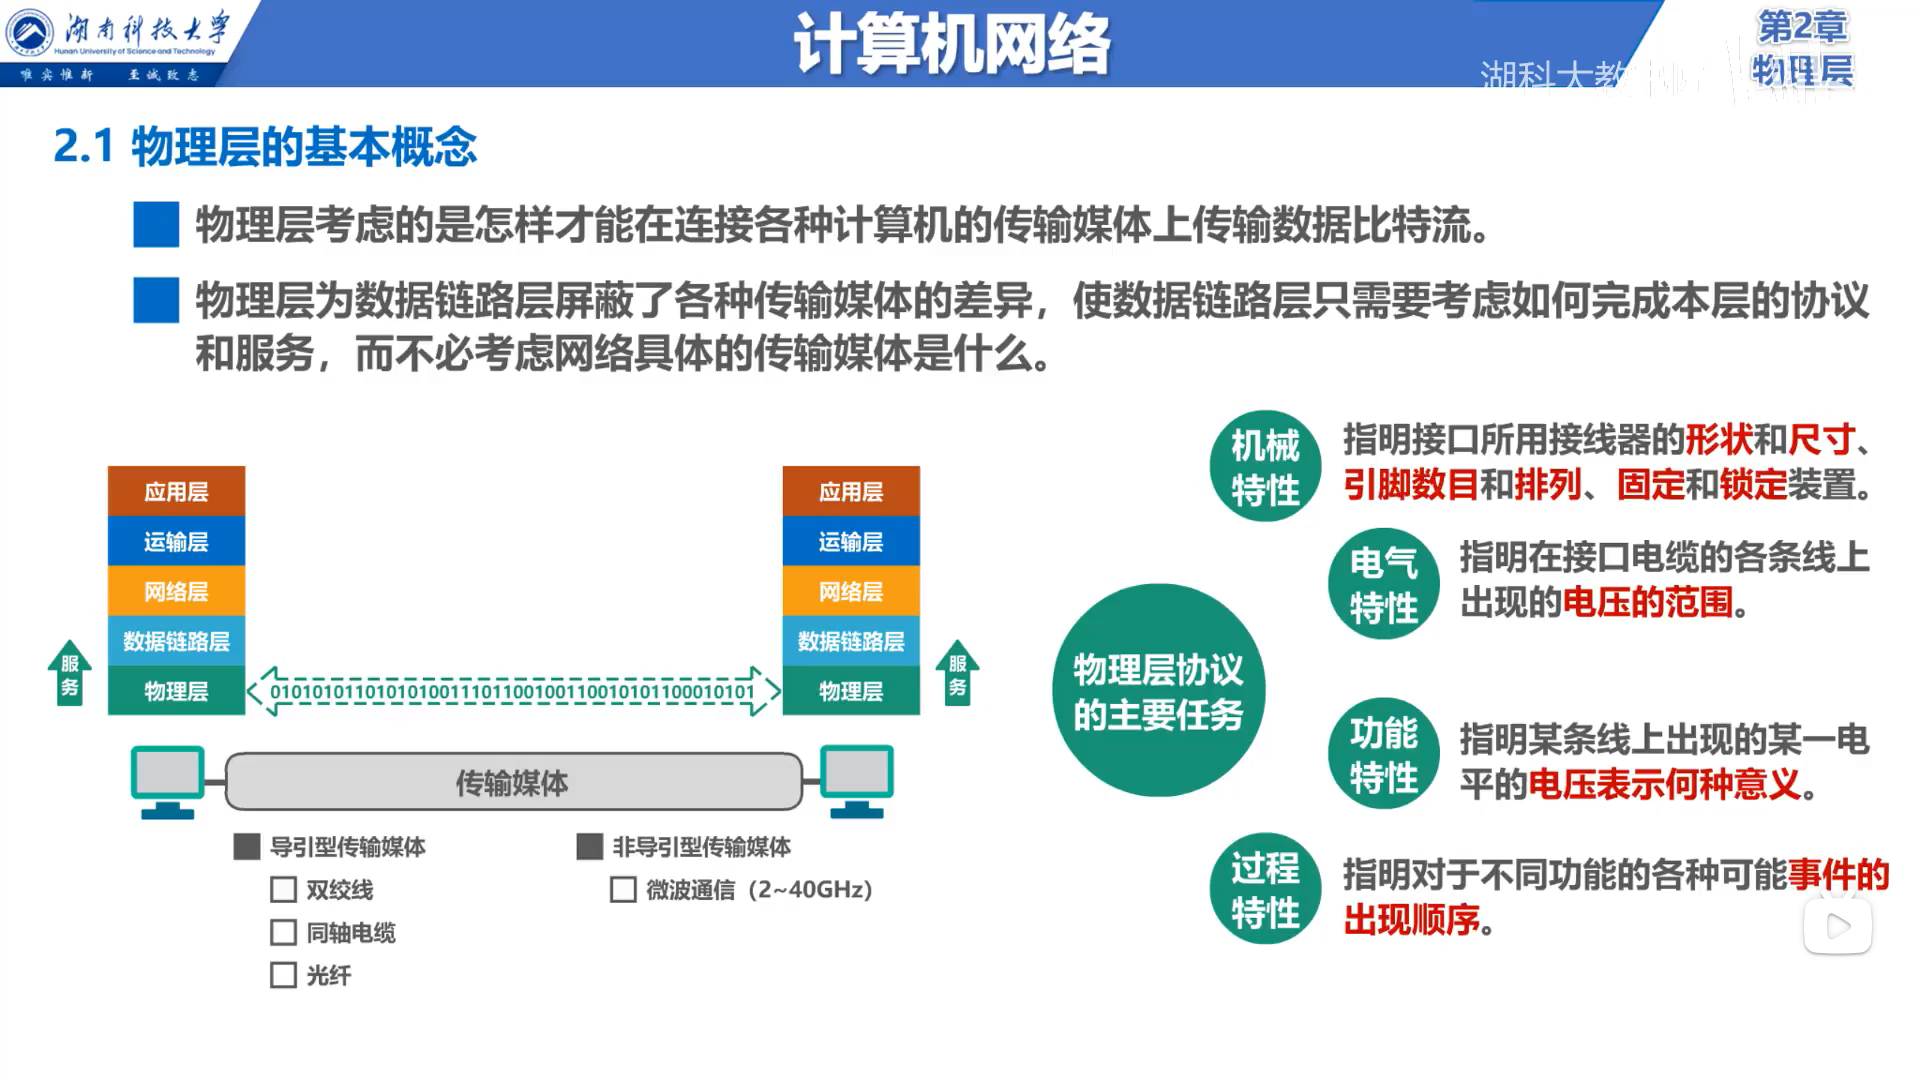 湖南科技大学
Hunan University of Science and Technology
唯实惟新 至诚致志
计算机网络
第2章
物理层
湖科大教书匠
2.1 物理层的基本概念
物理层考虑的是怎样才能在连接各种计算机的传输媒体上传输数据比特流。
物理层为数据链路层屏蔽了各种传输媒体的差异，使数据链路层只需要考虑如何完成本层的协议
和服务，而不必考虑网络具体的传输媒体是什么。
应用层
运输层
网络层
数据链路层
物理层
服务
010101011010101001110110010011001010110001010​1
应用层
运输层
网络层
数据链路层
物理层
服务
传输媒体
导引型传输媒体
双绞线
同轴电缆
光纤
非导引型传输媒体
微波通信（2~40GHz）
物理层协议
的主要任务
机械
特性
指明接口所用接线器的形状和尺寸、
引脚数目和排列、固定和锁定装置。
电气
特性
指明在接口电缆的各条线上
出现的电压的范围。
功能
特性
指明某条线上出现的某一电
平的电压表示何种意义。
过程
特性
指明对于不同功能的各种可能事件的
出现顺序。